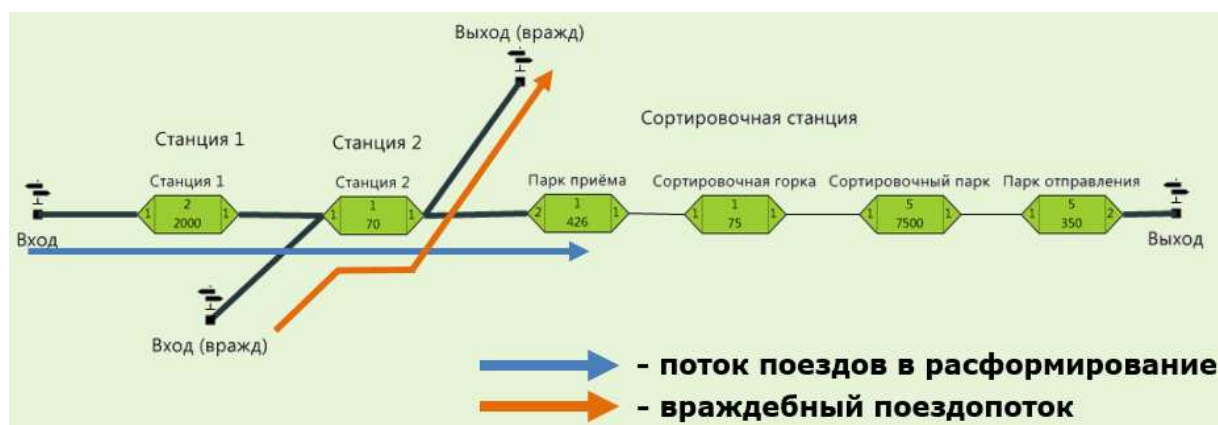 Выход (вражд)
Сортировочная станция
Станция 1
Станция 2
Станция 1
Станция 2
Парк приёма
Сортировочная горка
Сортировочный парк
Парк отправления
1 2 1
2000
1 1 1
70
2 1 1
426
1 1 1
75
1 5 1
7500
1 5 2
350
Вход
Выход
Вход (вражд)
- поток поездов в расформирование
- враждебный поездопоток